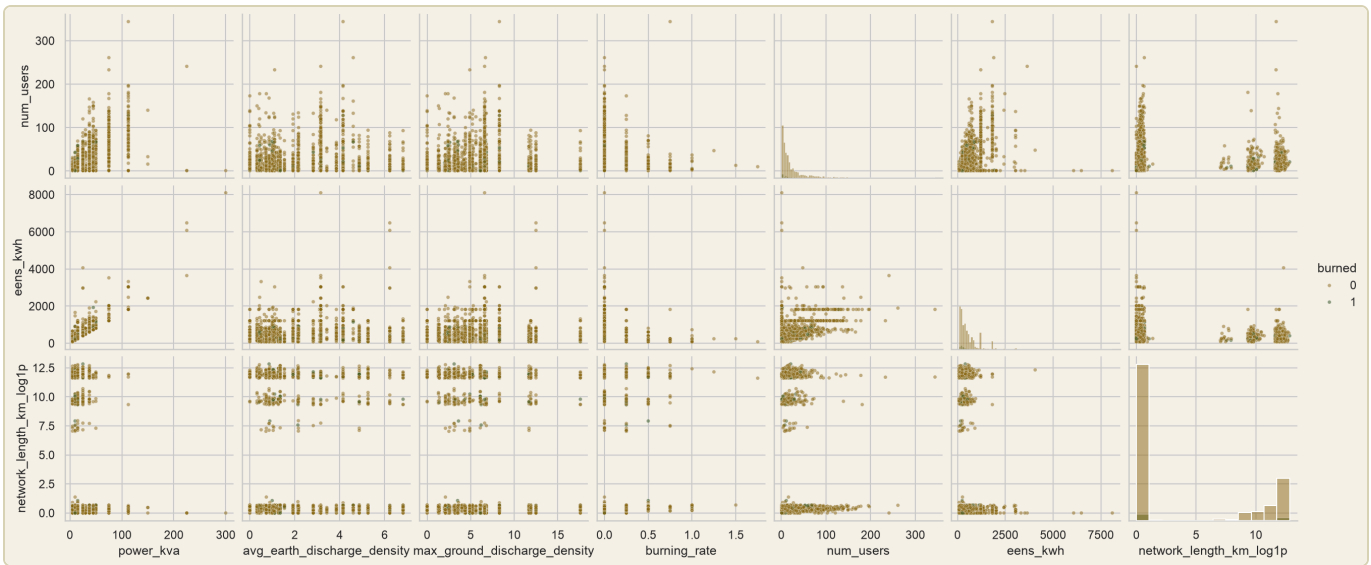 num_users
300
200
100
0
eens_kwh
8000
6000
4000
2000
0
network_length_km_log1p
12.5
10.0
7.5
5.0
2.5
0.0
0 100 200 300
power_kva
0 2 4 6
avg_earth_discharge_density
0 5 10 15
max_ground_discharge_density
0.0 0.5 1.0 1.5
burning_rate
0 100 200 300
num_users
0 2500 5000 7500
eens_kwh
0 5 10
network_length_km_log1p
burned
0
1